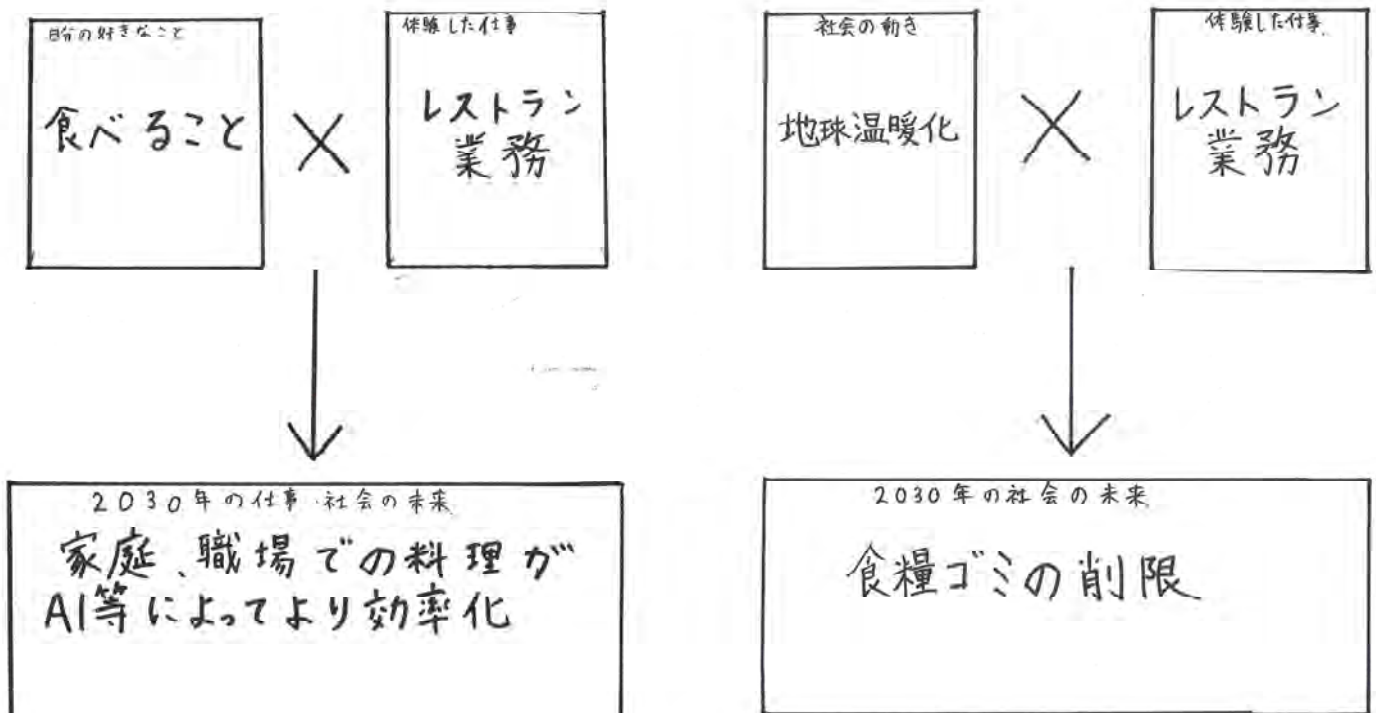 自分の好きなこと
食べること
×
体験した仕事
レストラン
業務
2030年の仕事・社会の未来
家庭、職場での料理が
AI等によってより効率化
社会の動き
地球温暖化
×
体験した仕事
レストラン
業務
2030年の社会の未来
食糧ゴミの削限